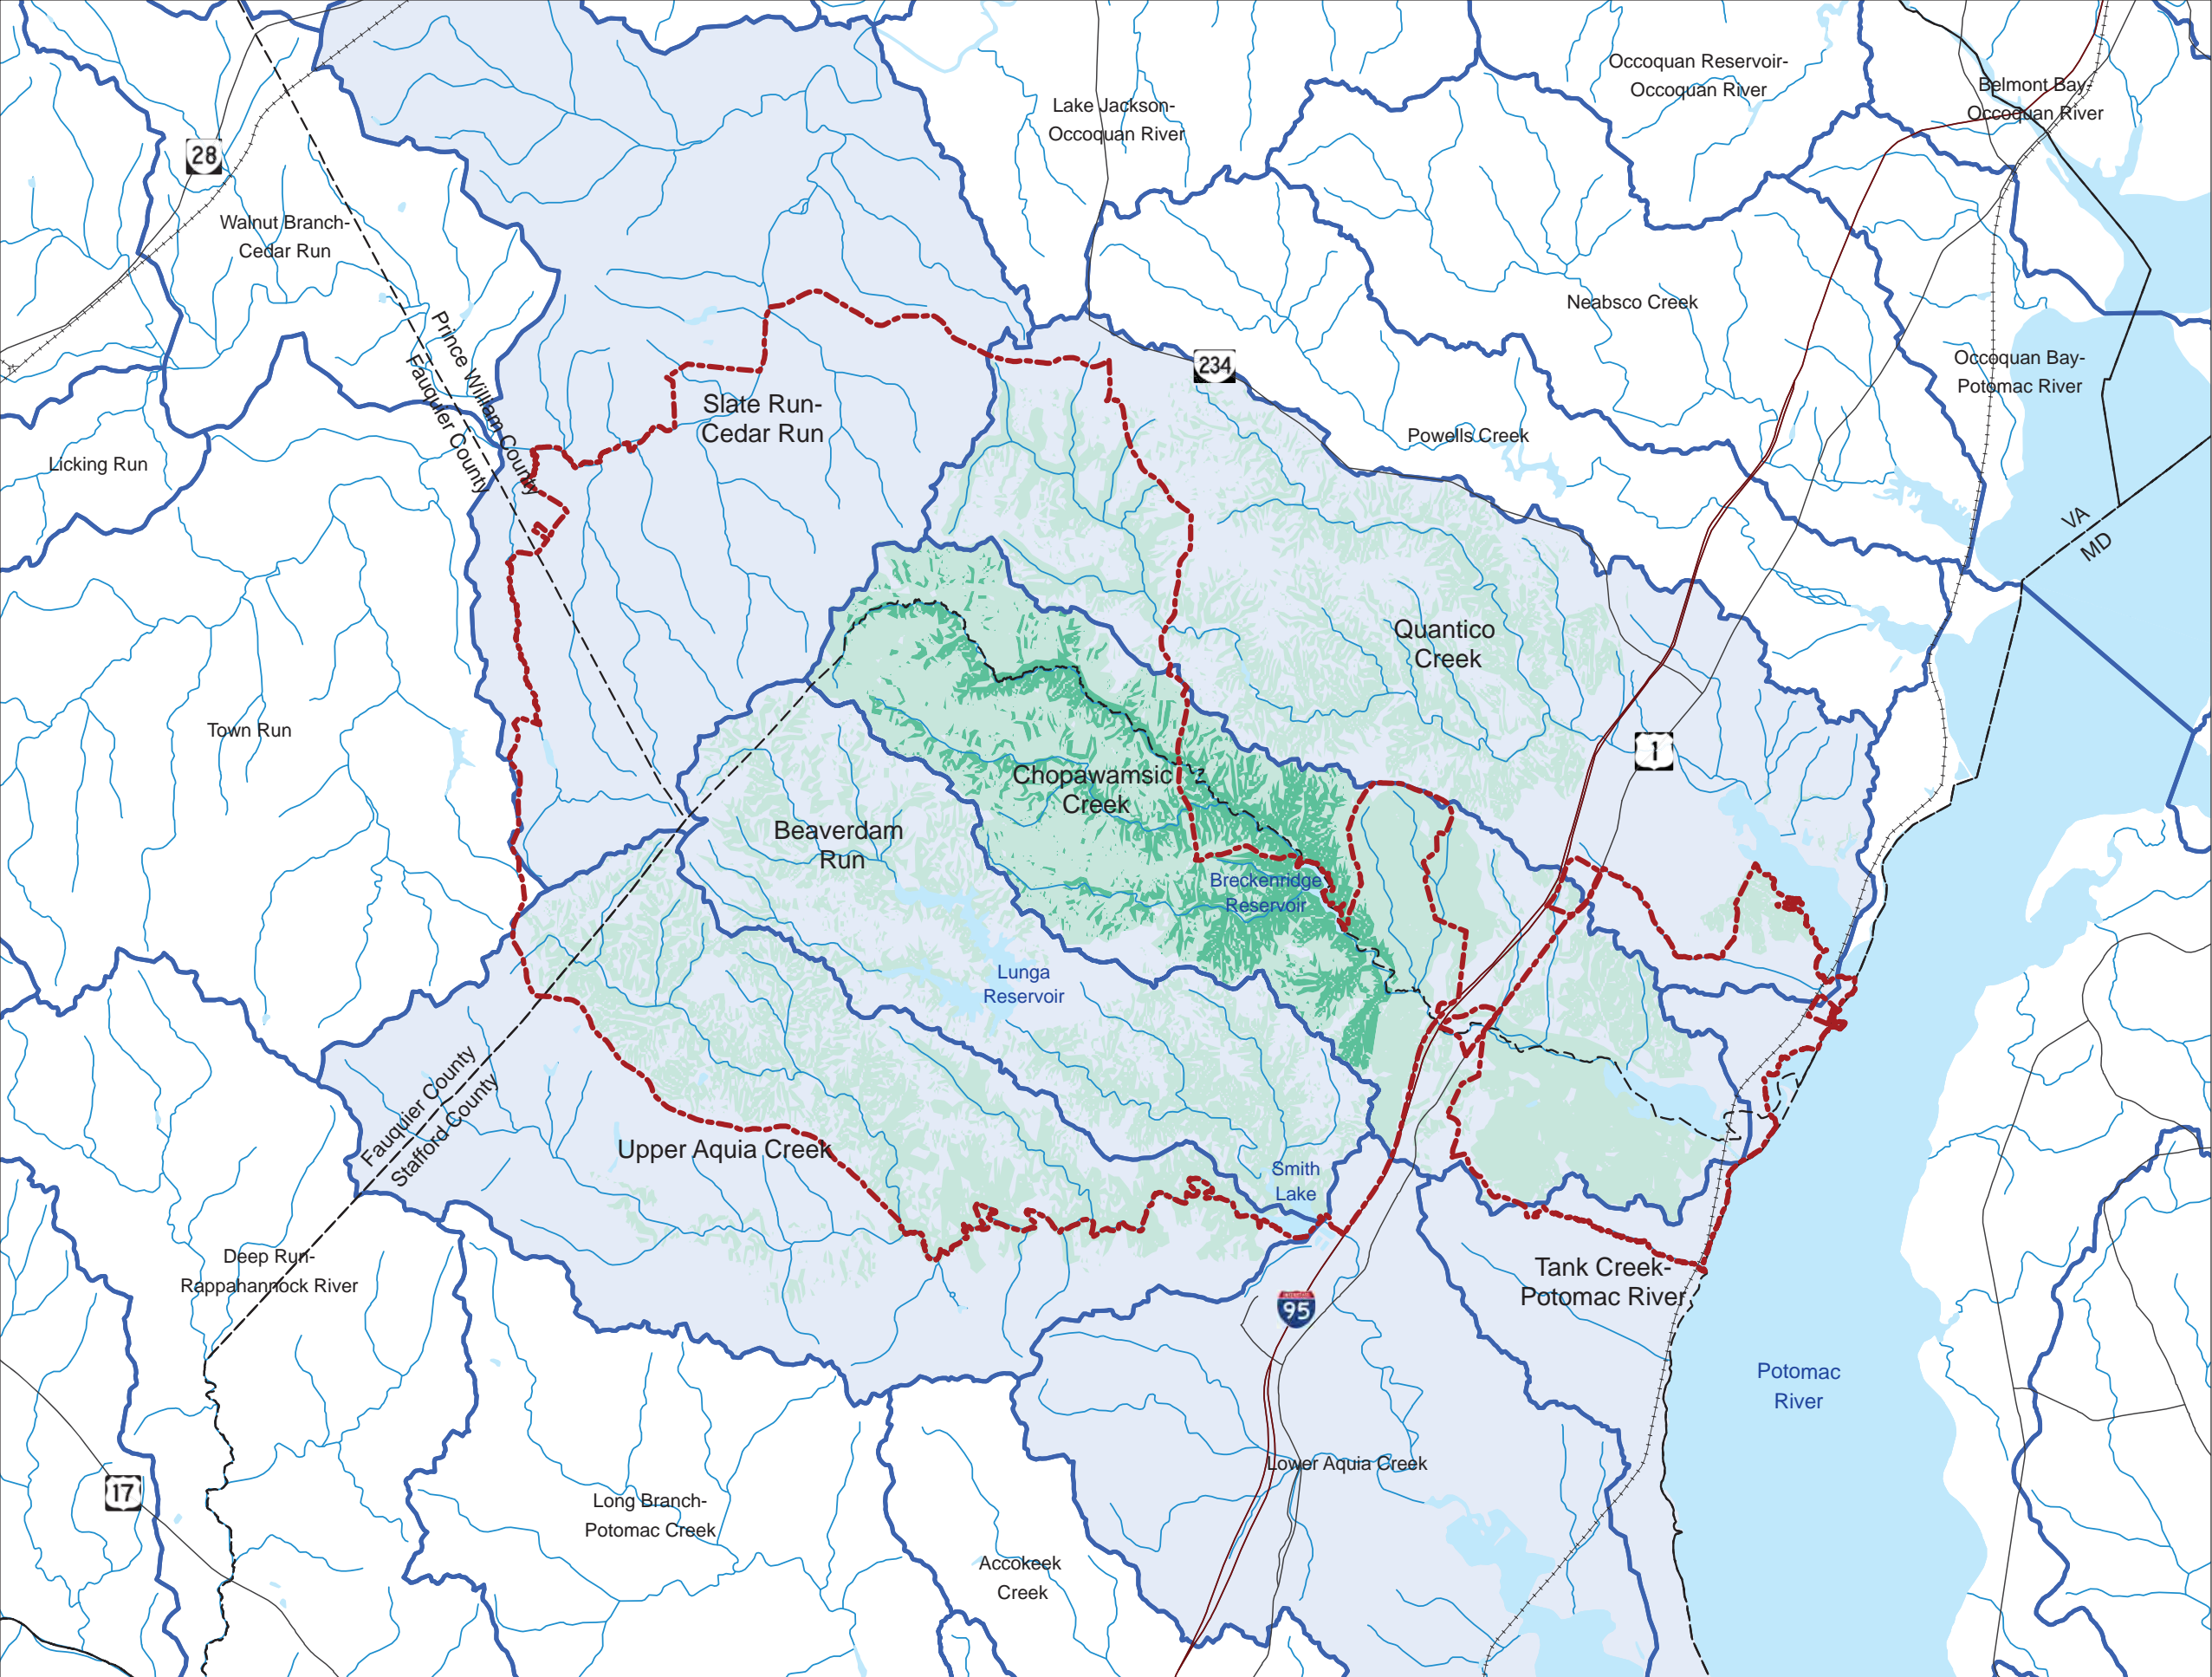 Occoquan Reservoir-
Occoquan River
Belmont Bay-
Occoquan River
Lake Jackson-
Occoquan River
28
Walnut Branch-
Cedar Run
Neabsco Creek
Prince William County
Fauquier County
234
Occoquan Bay-
Potomac River
Slate Run-
Cedar Run
Powells Creek
Licking Run
VA
MD
Quantico
Creek
Town Run
1
Chopawamsic
Creek
Beaverdam
Run
Breckenridge
Reservoir
Lunga
Reservoir
Fauquier County
Stafford County
Upper Aquia Creek
Smith
Lake
Deep Run-
Rappahannock River
Tank Creek-
Potomac River
INTERSTATE
95
Potomac
River
Lower Aquia Creek
17
Long Branch-
Potomac Creek
Accokeek
Creek